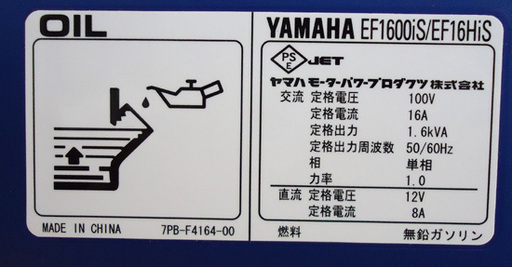 OIL
MADE IN CHINA
7PB-F4164-00
YAMAHA EF1600iS/EF16HiS
PS
E
JET
ヤマハモーターパワープロダクツ株式会社
交流 定格電圧 100V
定格電流 16A
定格出力 1.6kVA
定格出力周波数 50/60Hz
相 単相
力率 1.0
直流 定格電圧 12V
定格電流 8A
燃料 無鉛ガソリン